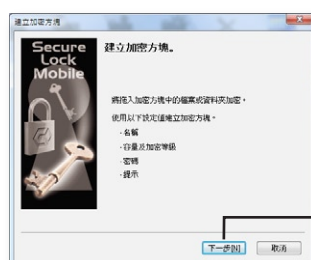 建立加密方塊
Secure
Lock
Mobile
建立加密方塊。
將拖入加密方塊中的檔案或資料夾加密。
使用以下設定值建立加密方塊。
·名稱
·容量及加密等級
·密碼
·提示
下一步[N]
取消